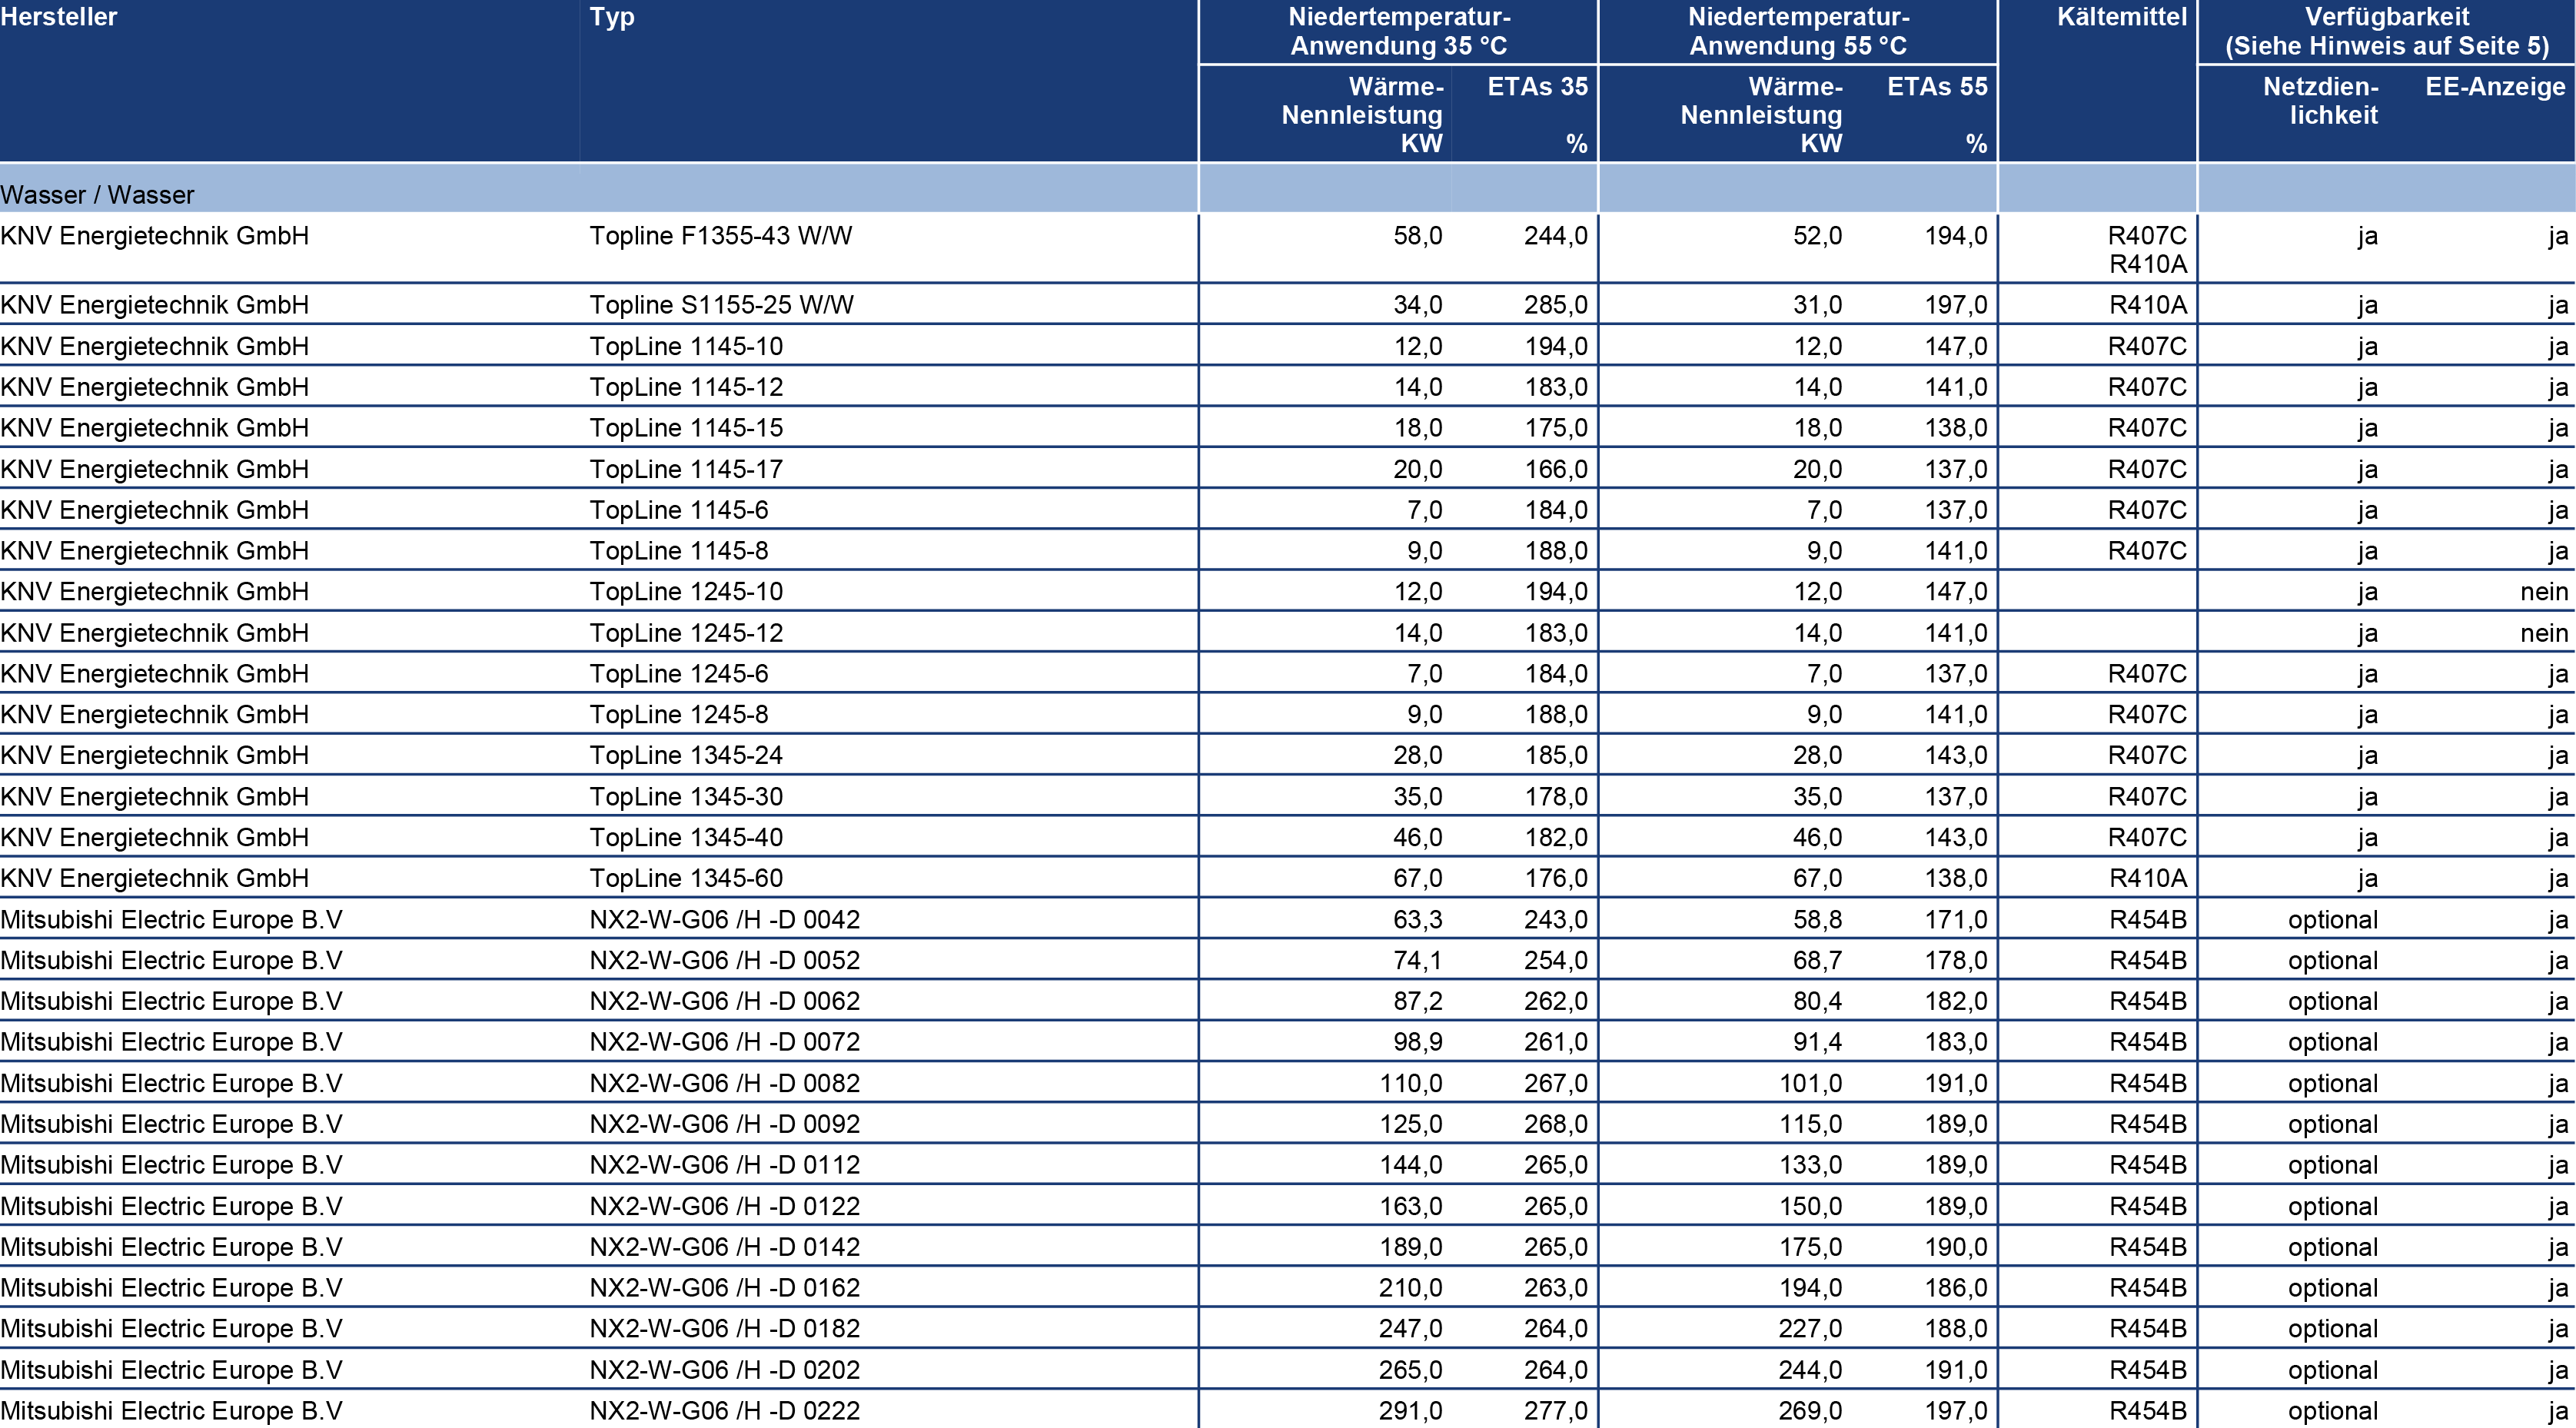 Hersteller Typ Niedertemperatur- Niedertemperatur- Kältemittel Verfügbarkeit
Anwendung 35 °C Anwendung 55 °C (Siehe Hinweis auf Seite 5)
Wärme- ETAs 35 Wärme- ETAs 55 Netzdien- EE-Anzeige
Nennleistung Nennleistung lichkeit
KW % KW %
Wasser / Wasser
KNV Energietechnik GmbH Topline F1355-43 W/W 58,0 244,0 52,0 194,0 R407C ja ja
R410A
KNV Energietechnik GmbH Topline S1155-25 W/W 34,0 285,0 31,0 197,0 R410A ja ja
KNV Energietechnik GmbH TopLine 1145-10 12,0 194,0 12,0 147,0 R407C ja ja
KNV Energietechnik GmbH TopLine 1145-12 14,0 183,0 14,0 141,0 R407C ja ja
KNV Energietechnik GmbH TopLine 1145-15 18,0 175,0 18,0 138,0 R407C ja ja
KNV Energietechnik GmbH TopLine 1145-17 20,0 166,0 20,0 137,0 R407C ja ja
KNV Energietechnik GmbH TopLine 1145-6 7,0 184,0 7,0 137,0 R407C ja ja
KNV Energietechnik GmbH TopLine 1145-8 9,0 188,0 9,0 141,0 R407C ja ja
KNV Energietechnik GmbH TopLine 1245-10 12,0 194,0 12,0 147,0 ja nein
KNV Energietechnik GmbH TopLine 1245-12 14,0 183,0 14,0 141,0 ja nein
KNV Energietechnik GmbH TopLine 1245-6 7,0 184,0 7,0 137,0 R407C ja ja
KNV Energietechnik GmbH TopLine 1245-8 9,0 188,0 9,0 141,0 R407C ja ja
KNV Energietechnik GmbH TopLine 1345-24 28,0 185,0 28,0 143,0 R407C ja ja
KNV Energietechnik GmbH TopLine 1345-30 35,0 178,0 35,0 137,0 R407C ja ja
KNV Energietechnik GmbH TopLine 1345-40 46,0 182,0 46,0 143,0 R407C ja ja
KNV Energietechnik GmbH TopLine 1345-60 67,0 176,0 67,0 138,0 R410A ja ja
Mitsubishi Electric Europe B.V NX2-W-G06 /H -D 0042 63,3 243,0 58,8 171,0 R454B optional ja
Mitsubishi Electric Europe B.V NX2-W-G06 /H -D 0052 74,1 254,0 68,7 178,0 R454B optional ja
Mitsubishi Electric Europe B.V NX2-W-G06 /H -D 0062 87,2 262,0 80,4 182,0 R454B optional ja
Mitsubishi Electric Europe B.V NX2-W-G06 /H -D 0072 98,9 261,0 91,4 183,0 R454B optional ja
Mitsubishi Electric Europe B.V NX2-W-G06 /H -D 0082 110,0 267,0 101,0 191,0 R454B optional ja
Mitsubishi Electric Europe B.V NX2-W-G06 /H -D 0092 125,0 268,0 115,0 189,0 R454B optional ja
Mitsubishi Electric Europe B.V NX2-W-G06 /H -D 0112 144,0 265,0 133,0 189,0 R454B optional ja
Mitsubishi Electric Europe B.V NX2-W-G06 /H -D 0122 163,0 265,0 150,0 189,0 R454B optional ja
Mitsubishi Electric Europe B.V NX2-W-G06 /H -D 0142 189,0 265,0 175,0 190,0 R454B optional ja
Mitsubishi Electric Europe B.V NX2-W-G06 /H -D 0162 210,0 263,0 194,0 186,0 R454B optional ja
Mitsubishi Electric Europe B.V NX2-W-G06 /H -D 0182 247,0 264,0 227,0 188,0 R454B optional ja
Mitsubishi Electric Europe B.V NX2-W-G06 /H -D 0202 265,0 264,0 244,0 191,0 R454B optional ja
Mitsubishi Electric Europe B.V NX2-W-G06 /H -D 0222 291,0 277,0 269,0 197,0 R454B optional ja